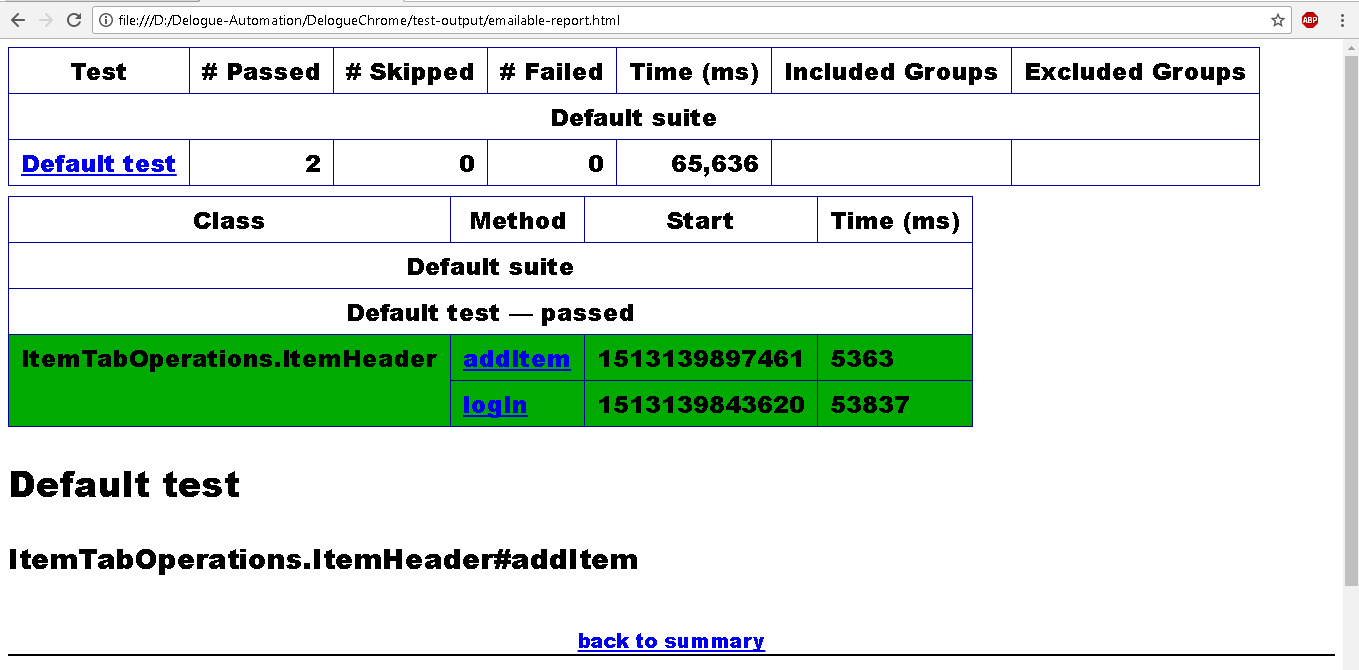 file:///D:/Delogue-Automation/DelogueChrome/test-output/emailable-report.html
ABP
Test # Passed # Skipped # Failed Time (ms) Included Groups Excluded Groups
Default suite
Default test 2 0 0 65,636
Class Method Start Time (ms)
Default suite
Default test — passed
ItemTabOperations.ItemHeader addItem 1513139897461 5363
logIn 1513139843620 53837
Default test
ItemTabOperations.ItemHeader#addItem
back to summary